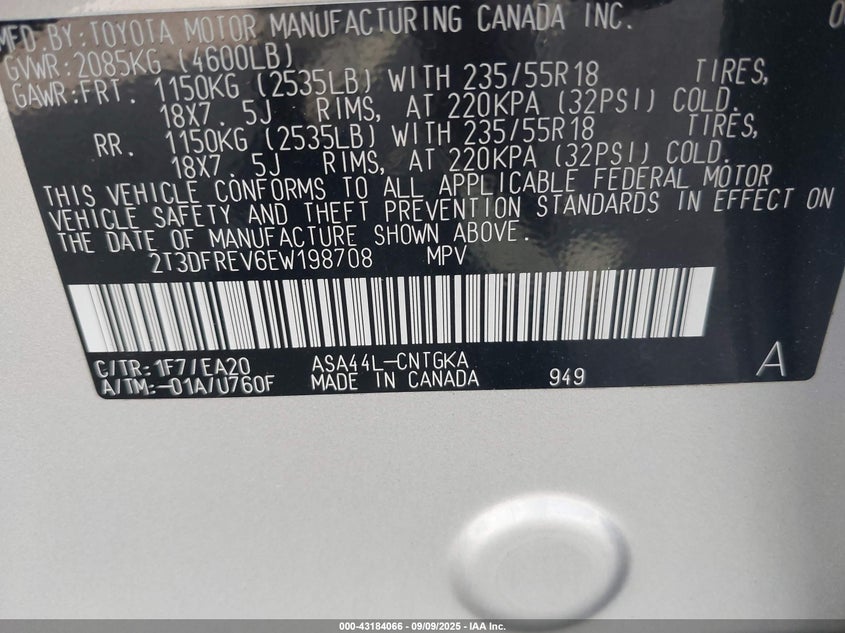 MFD.BY:TOYOTA MOTOR MANUFACTURING CANADA INC. 0
GVWR:2085KG (4600LB)
GAWR:FRT. 1150KG (2535LB) WITH 235/55R18 TIRES,
18X7.5J RIMS, AT 220KPA (32PSI) COLD.
RR. 1150KG (2535LB) WITH 235/55R18 TIRES,
18X7.5J RIMS, AT 220KPA (32PSI) COLD.
THIS VEHICLE CONFORMS TO ALL APPLICABLE FEDERAL MOTOR
VEHICLE SAFETY AND THEFT PREVENTION STANDARDS IN EFFECT ON
THE DATE OF MANUFACTURE SHOWN ABOVE.
2T3DFREV6EW198708 MPV
C/TR:1F7/EA20 ASA44L-CNTGKA A
A/TM:-01A/U760F MADE IN CANADA 949
000-43184066 - 09/09/2025 - IAA Inc.